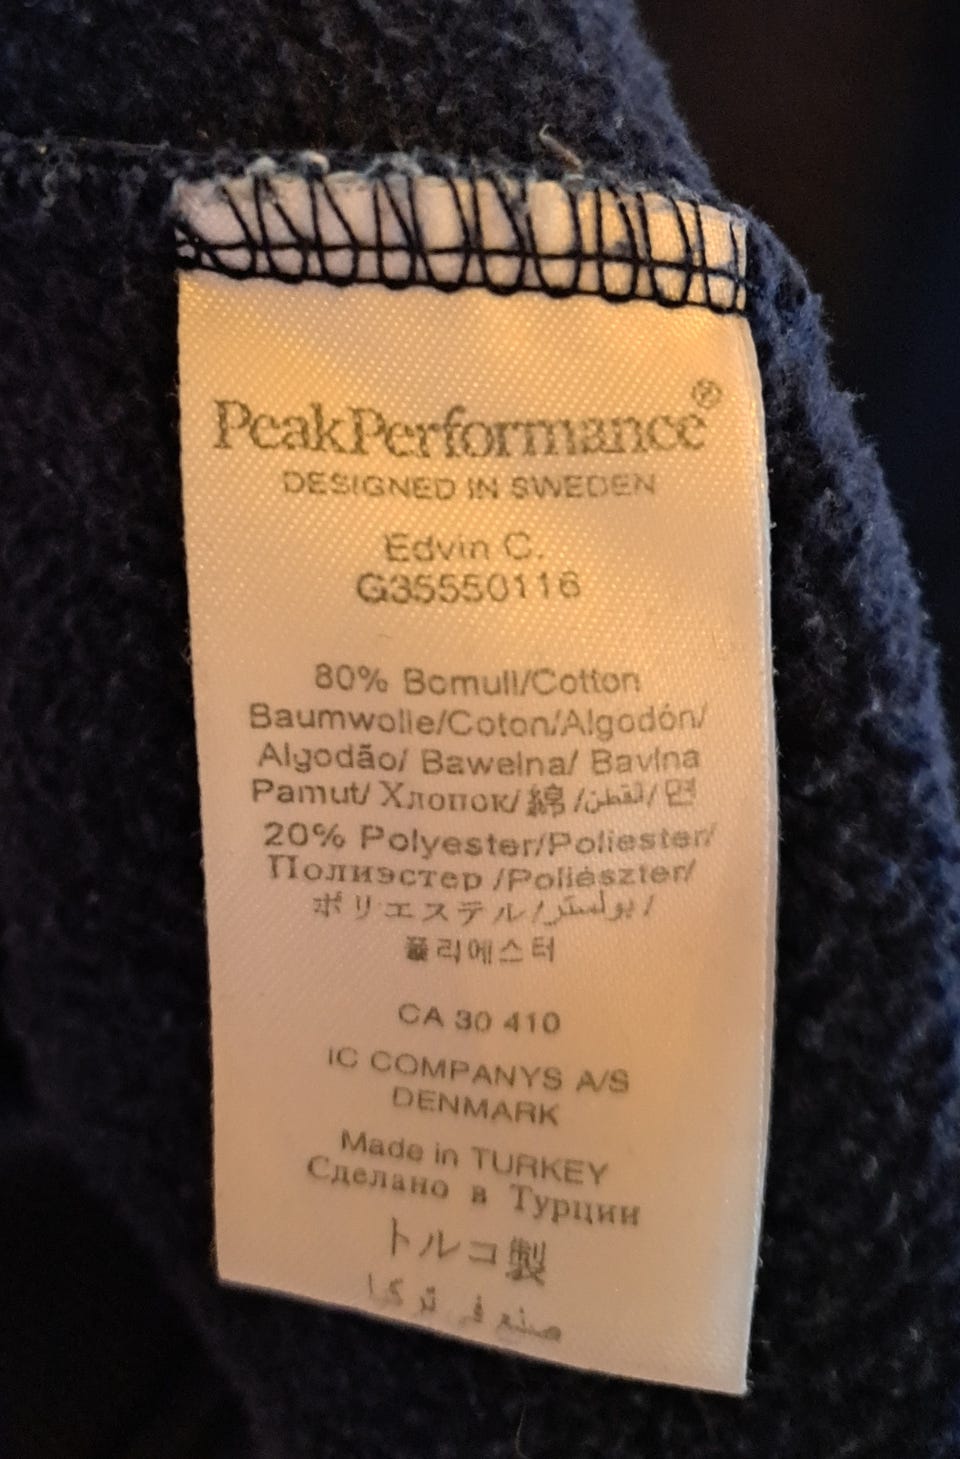 PeakPerformance®
DESIGNED IN SWEDEN
Edvin C.
G35550116
80% Bomull/Cotton
Baumwolle/Coton/Algodón/
Algodão/ Bawelna/ Bavlna
Pamut/ Хлопок/ 綿 /القطن/ 면
20% Polyester/Poliester/
Полиэстер /Poliészter/
ポリエステル/بوليستر/
폴리에스터
CA 30 410
IC COMPANYS A/S
DENMARK
Made in TURKEY
Сделано в Турции
トルコ製
صنع في تركيا